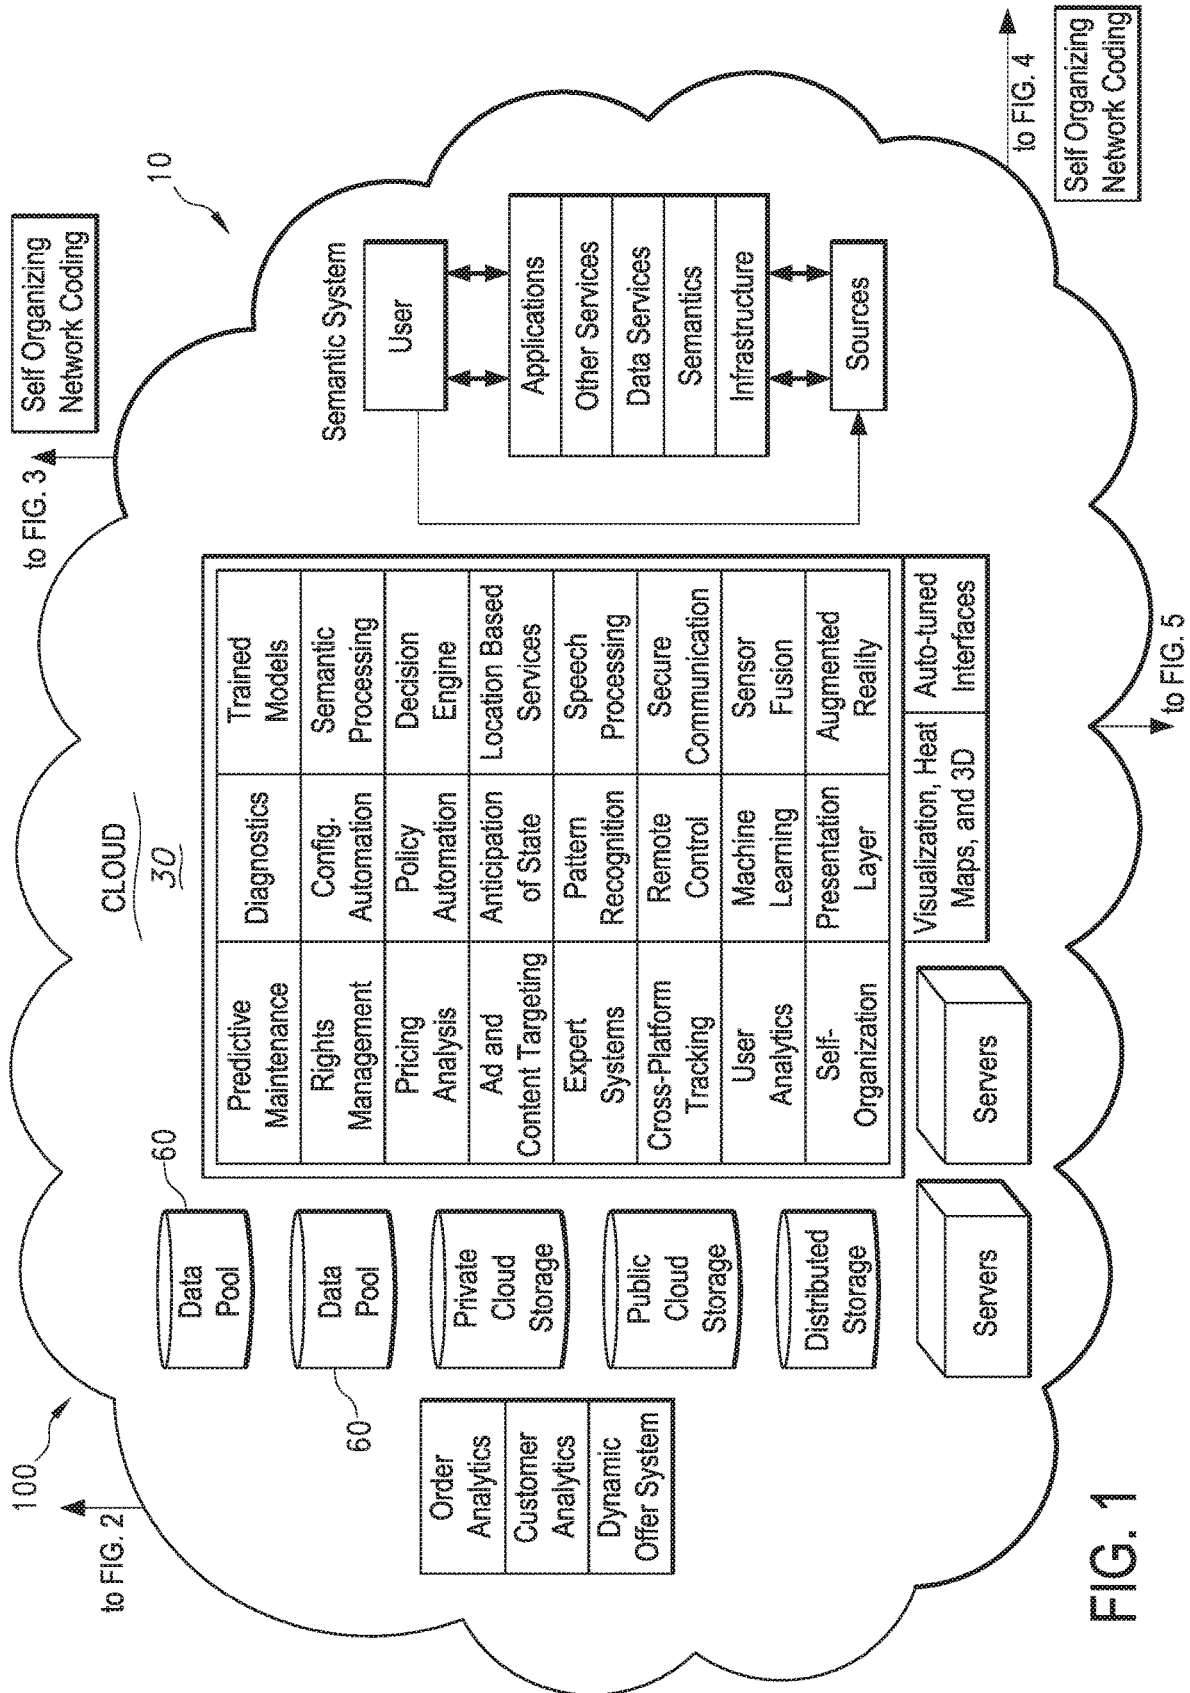 100
to FIG. 2
to FIG. 3
Self Organizing
Network Coding
10
CLOUD
30
Order
Analytics
Customer
Analytics
Dynamic
Offer System
60
Data
Pool
Data
Pool
60
Private
Cloud
Storage
Public
Cloud
Storage
Distributed
Storage
Servers
Servers
Predictive
Maintenance
Diagnostics
Trained
Models
Rights
Management
Config.
Automation
Semantic
Processing
Pricing
Analysis
Policy
Automation
Decision
Engine
Ad and
Content Targeting
Anticipation
of State
Location Based
Services
Expert
Systems
Pattern
Recognition
Speech
Processing
Cross-Platform
Tracking
Remote
Control
Secure
Communication
User
Analytics
Machine
Learning
Sensor
Fusion
Self-
Organization
Presentation
Layer
Augmented
Reality
Visualization, Heat
Maps, and 3D
Auto-tuned
Interfaces
Semantic System
User
Applications
Other Services
Data Services
Semantics
Infrastructure
Sources
to FIG. 4
Self Organizing
Network Coding
to FIG. 5
FIG. 1